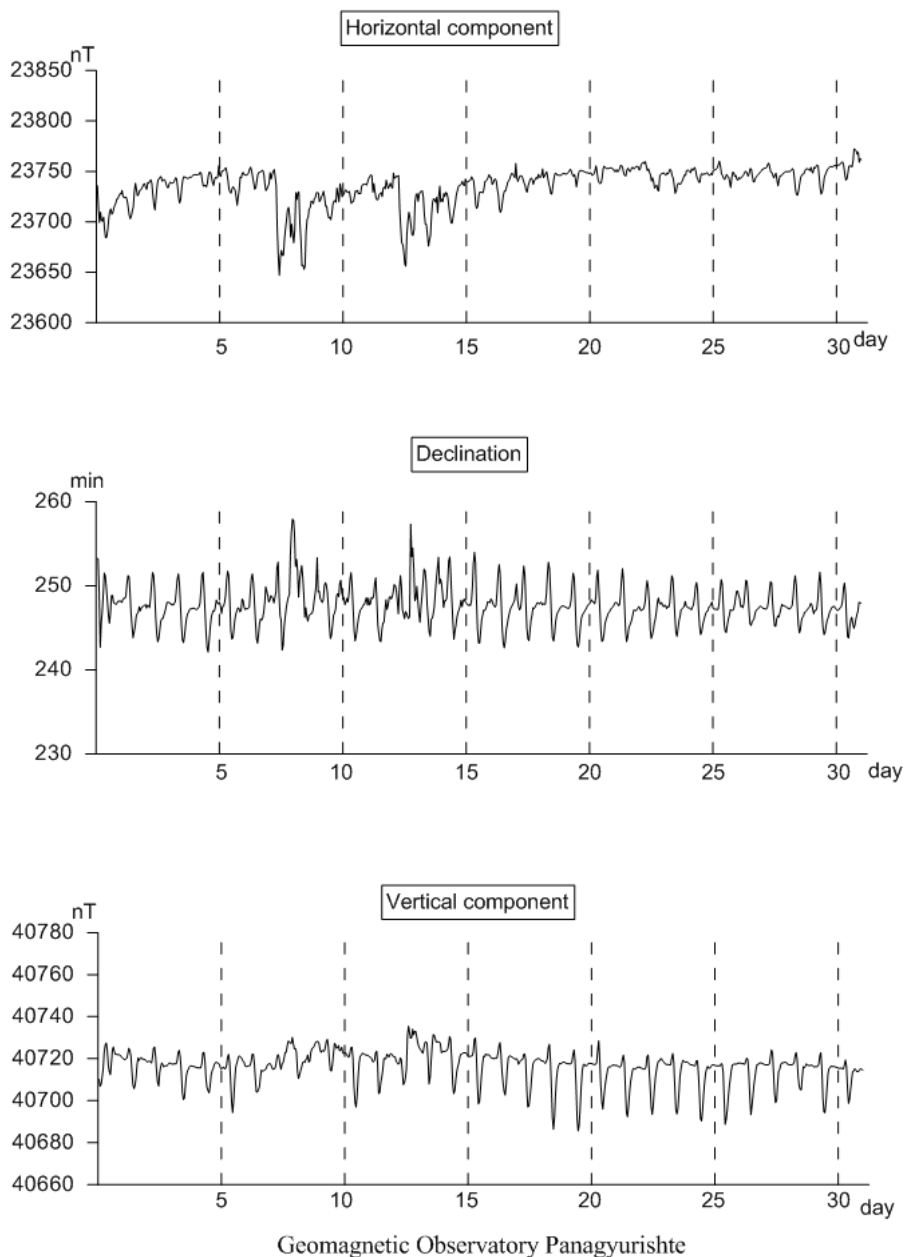 Horizontal component
nT
23850
23800
23750
23700
23650
23600
5 10 15 20 25 30 day
Declination
min
260
250
240
230
5 10 15 20 25 30 day
Vertical component
nT
40780
40760
40740
40720
40700
40680
40660
5 10 15 20 25 30 day
Geomagnetic Observatory Panagyurishte